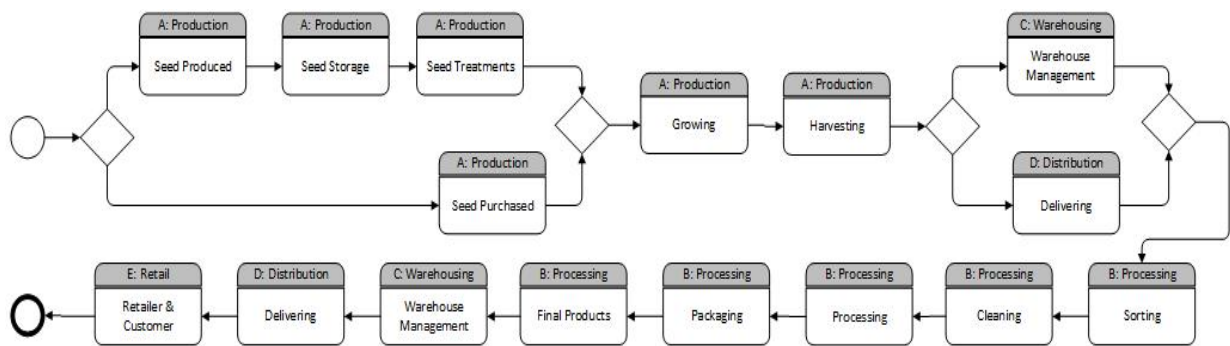 A: Production
Seed Produced
A: Production
Seed Storage
A: Production
Seed Treatments
A: Production
Seed Purchased
A: Production
Growing
A: Production
Harvesting
C: Warehousing
Warehouse
Management
D: Distribution
Delivering
E: Retail
Retailer &
Customer
D: Distribution
Delivering
C: Warehousing
Warehouse
Management
B: Processing
Final Products
B: Processing
Packaging
B: Processing
Processing
B: Processing
Cleaning
B: Processing
Sorting